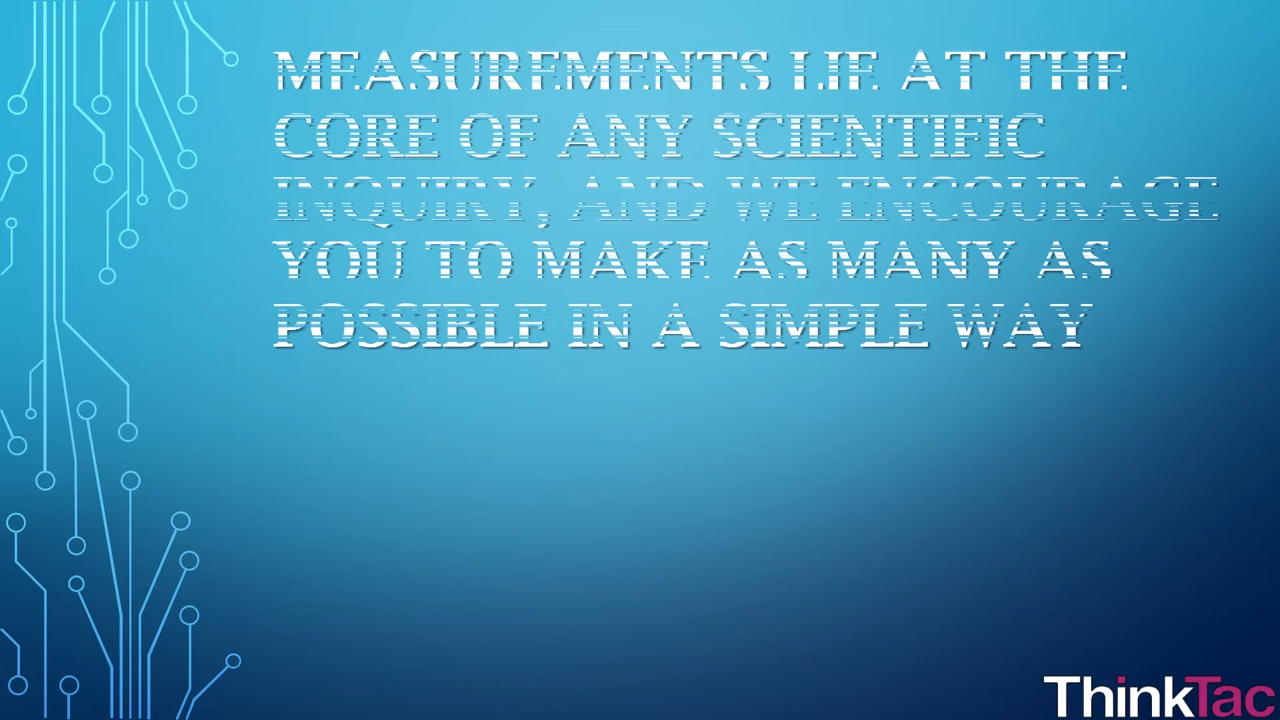 MEASUREMENTS LIE AT THE
CORE OF ANY SCIENTIFIC
INQUIRY, AND WE ENCOURAGE
YOU TO MAKE AS MANY AS
POSSIBLE IN A SIMPLE WAY
ThinkTac